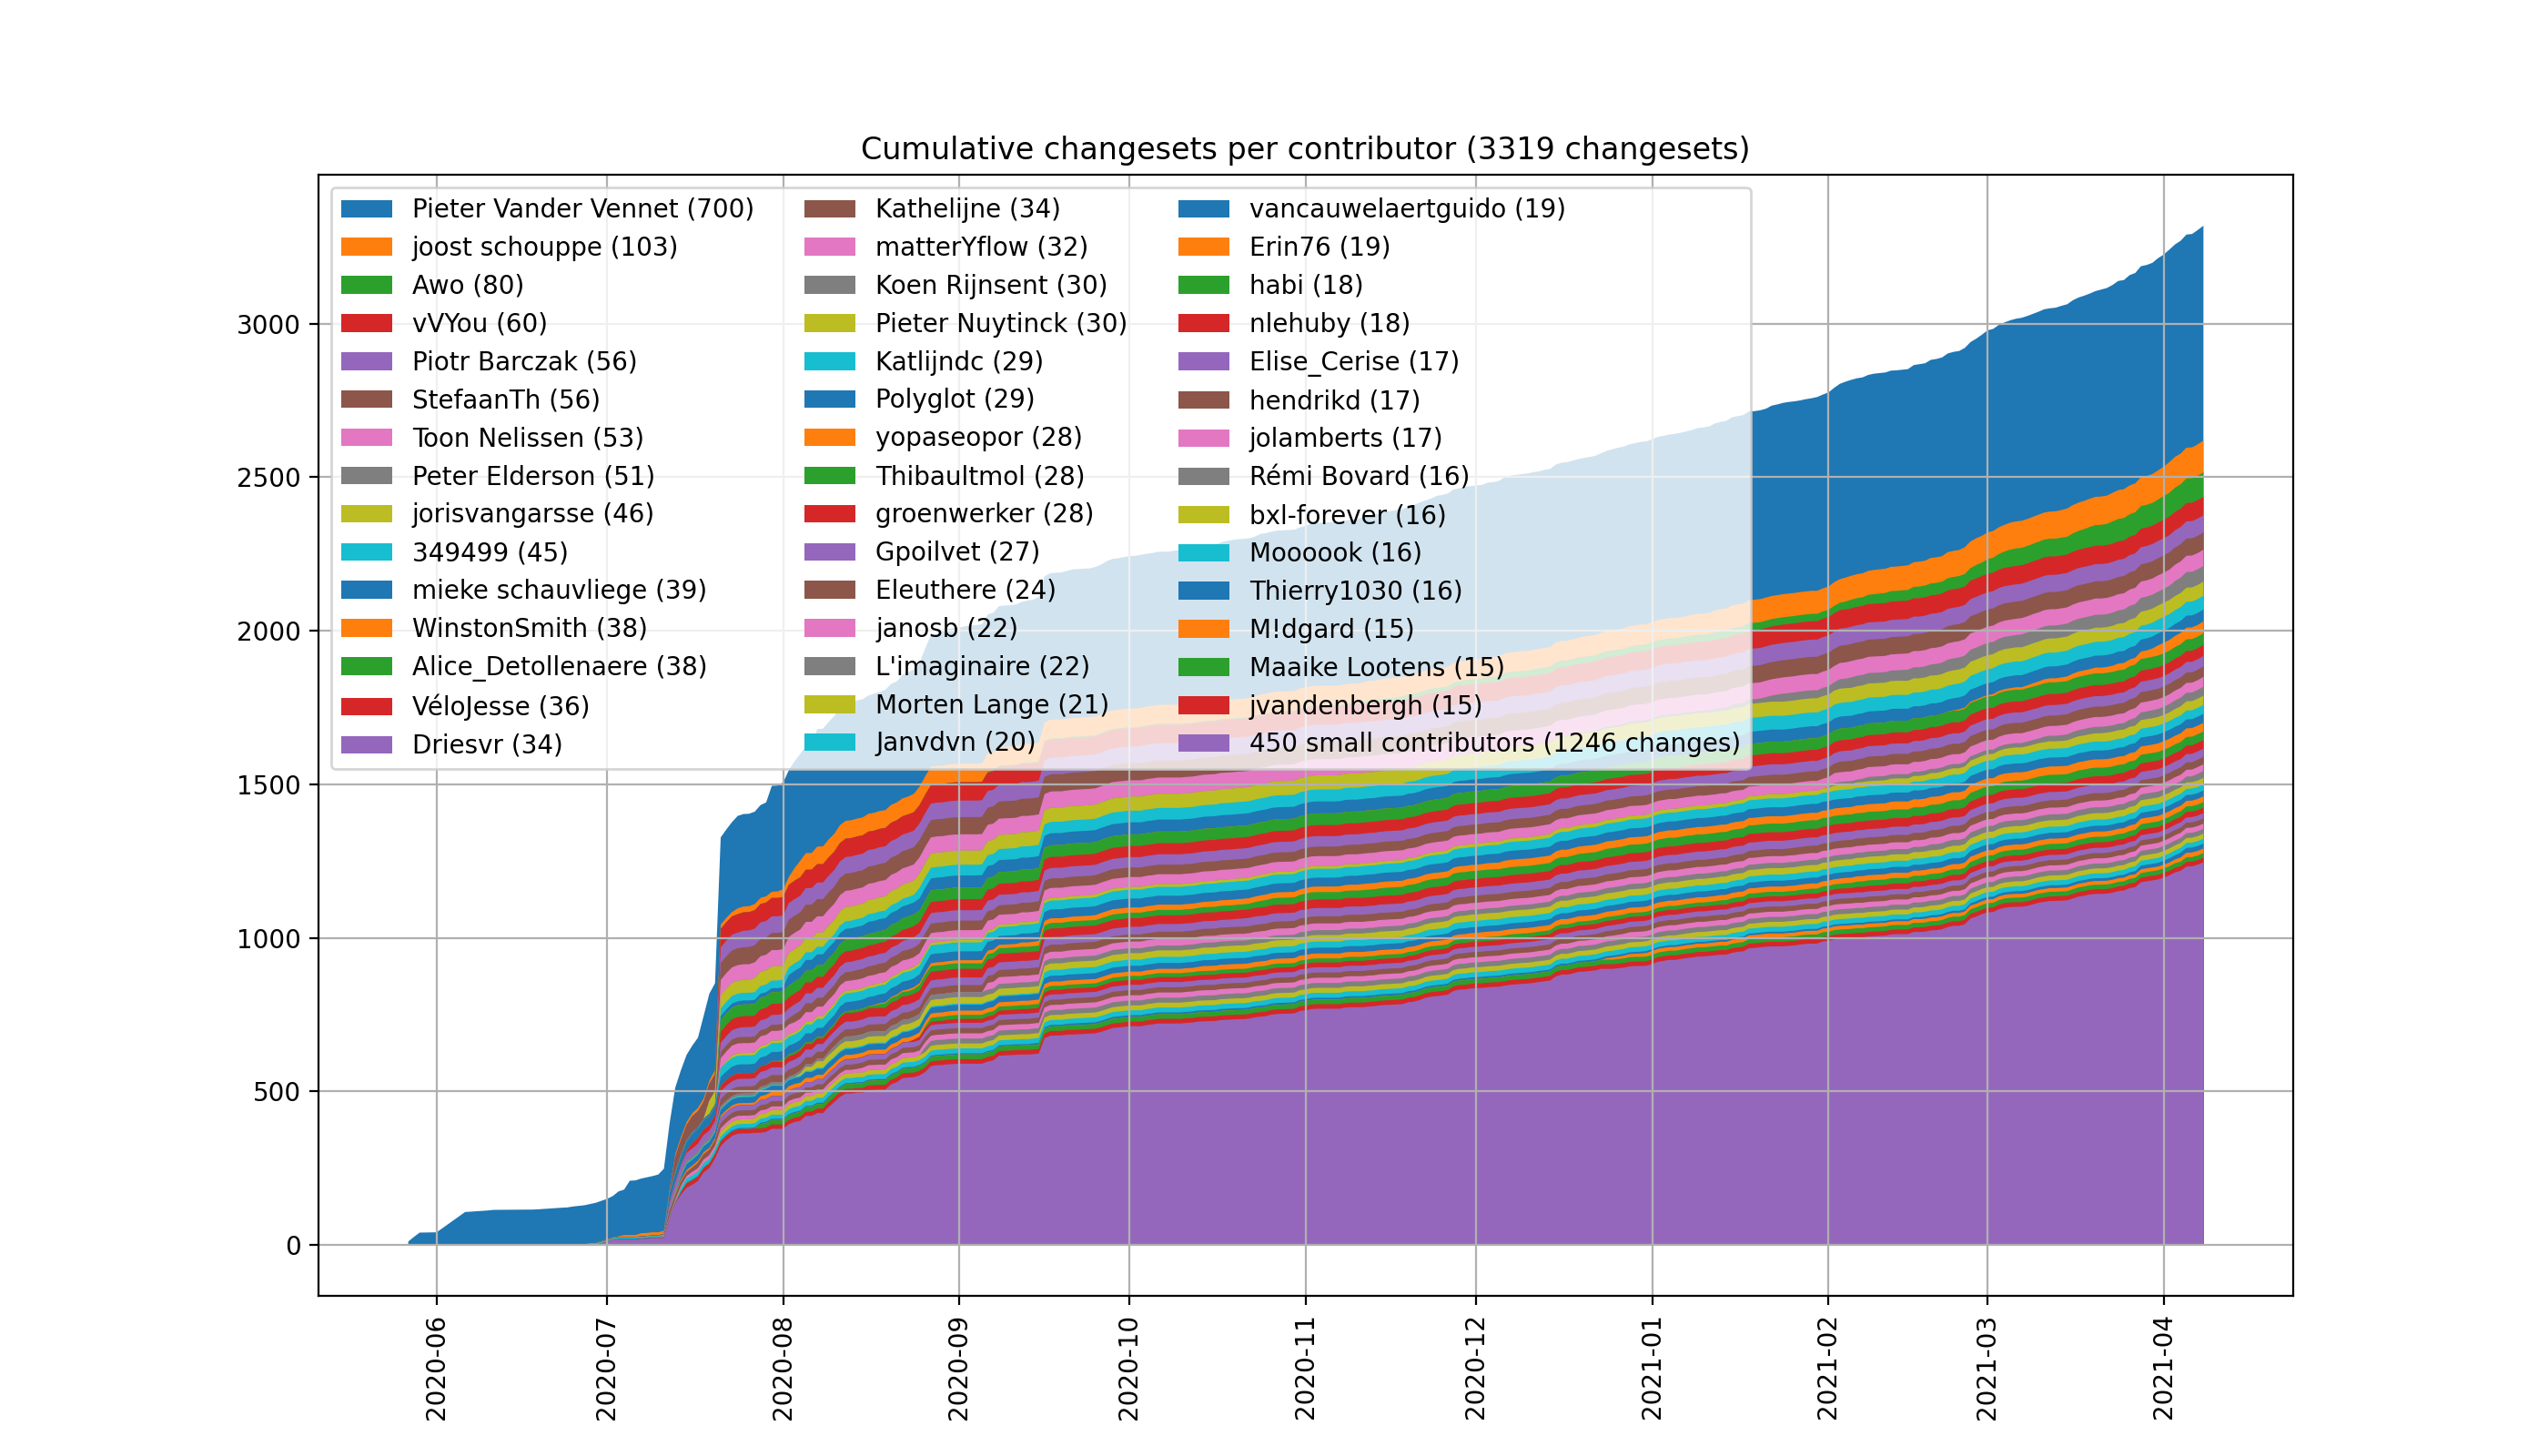 Cumulative changesets per contributor (3319 changesets)
Pieter Vander Vennet (700)
joost schouppe (103)
Awo (80)
vVYou (60)
Piotr Barczak (56)
StefaanTh (56)
Toon Nelissen (53)
Peter Elderson (51)
jorisvangarsse (46)
349499 (45)
mieke schauvliege (39)
WinstonSmith (38)
Alice_Detollenaere (38)
VéloJesse (36)
Driesvr (34)
Kathelijne (34)
matterYflow (32)
Koen Rijnsent (30)
Pieter Nuytinck (30)
Katlijndc (29)
Polyglot (29)
yopaseopor (28)
Thibaultmol (28)
groenwerker (28)
Gpoilvet (27)
Eleuthere (24)
janosb (22)
L'imaginaire (22)
Morten Lange (21)
Janvdvn (20)
vancauwelaertguido (19)
Erin76 (19)
habi (18)
nlehuby (18)
Elise_Cerise (17)
hendrikd (17)
jolamberts (17)
Rémi Bovard (16)
bxl-forever (16)
Moooook (16)
Thierry1030 (16)
M!dgard (15)
Maaike Lootens (15)
jvandenbergh (15)
450 small contributors (1246 changes)
3000
2500
2000
1500
1000
500
0
2020-06
2020-07
2020-08
2020-09
2020-10
2020-11
2020-12
2021-01
2021-02
2021-03
2021-04